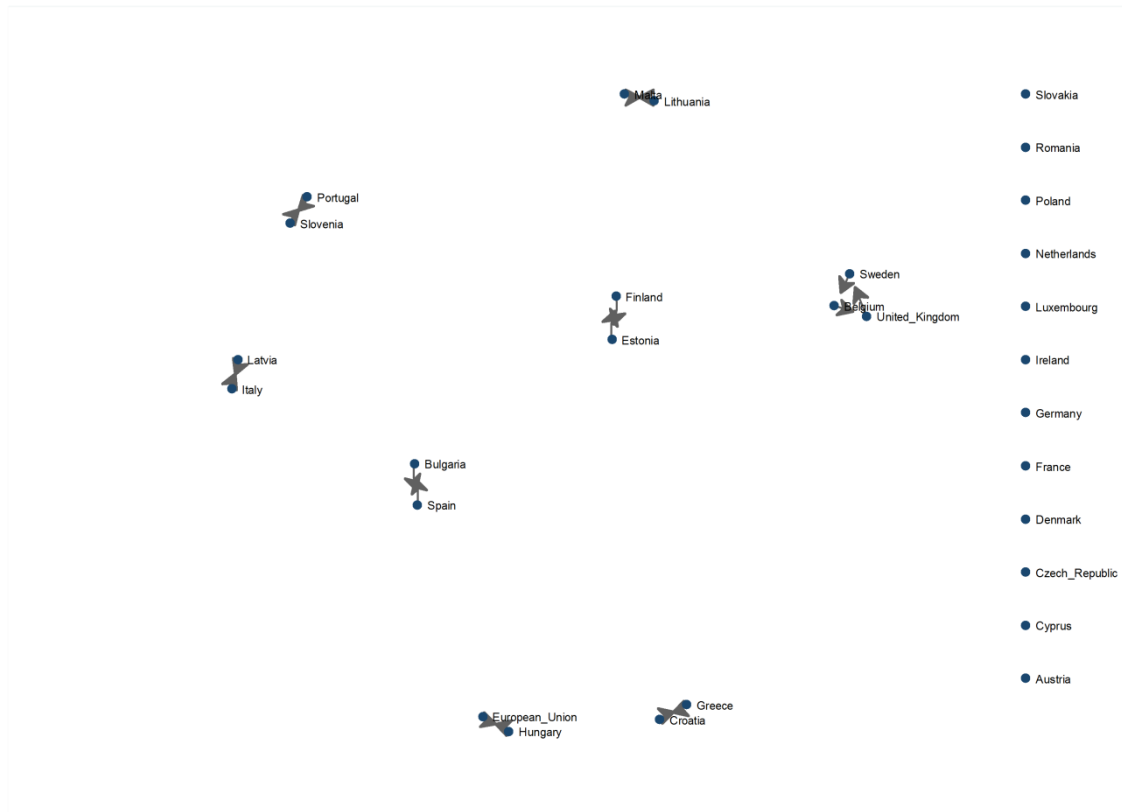 Malta
Lithuania
Slovakia
Romania
Portugal
Poland
Slovenia
Netherlands
Sweden
Finland
Belgium
Luxembourg
United_Kingdom
Estonia
Latvia
Ireland
Italy
Germany
Bulgaria
France
Spain
Denmark
Czech_Republic
Cyprus
Austria
Greece
European_Union
Croatia
Hungary